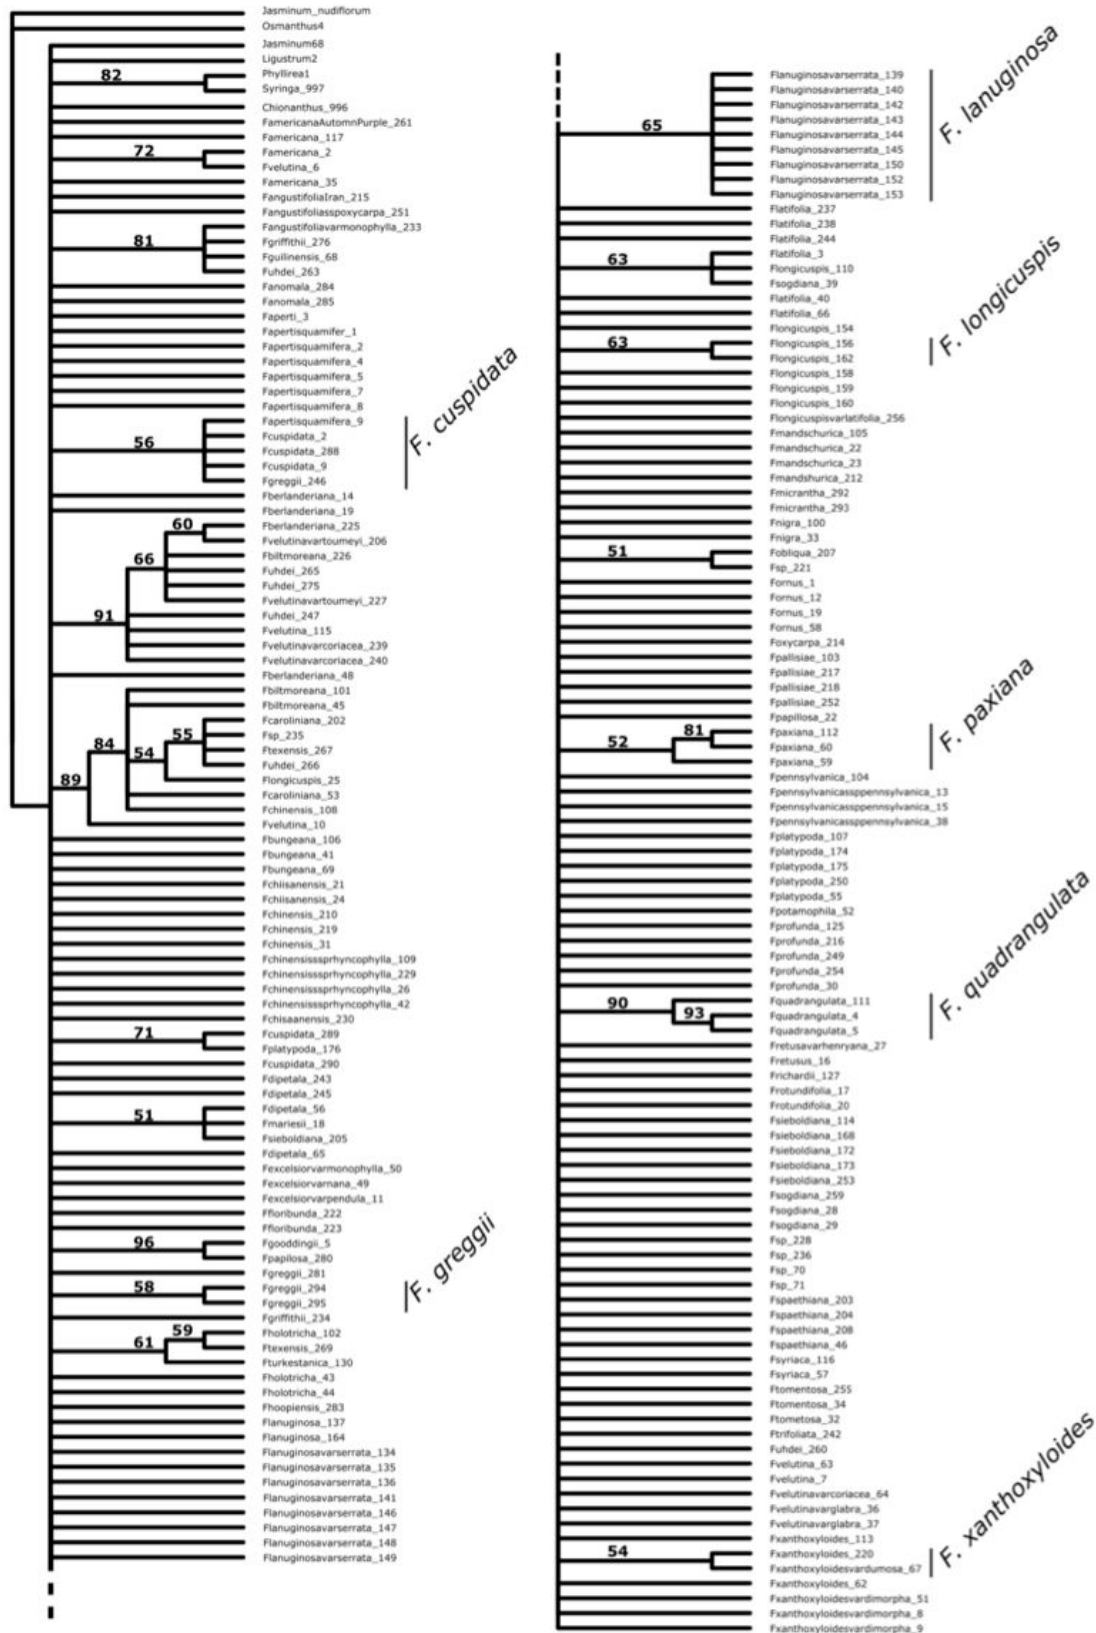 Jasminum_nudiflorum
Osmanthus4
Jasminum68
Ligustrum2
82
Phyllirea1
Syringa_997
Chionanthus_996
FamericanaAutomnPurple_261
Famericana_117
72
Famericana_2
Fvelutina_6
Famericana_35
FangustifoliaIran_215
Fangustifoliasspoxycarpa_251
81
Fangustifoliavarmonophylla_233
Fgriffithii_276
Fguilinensis_68
Fuhdei_263
Fanomala_284
Fanomala_285
Faperti_3
Fapertisquamifer_1
Fapertisquamifera_2
Fapertisquamifera_4
Fapertisquamifera_5
Fapertisquamifera_7
Fapertisquamifera_8
56
Fapertisquamifera_9
Fcuspidata_2
Fcuspidata_288
Fcuspidata_9
Fgreggii_246
F. cuspidata
Fberlanderiana_14
Fberlanderiana_19
91
66
60
Fberlanderiana_225
Fvelutinavartoumeyi_206
Fbiltmoreana_226
Fuhdei_265
Fuhdei_275
Fvelutinavartoumeyi_227
Fuhdei_247
Fvelutina_115
Fvelutinavarcoriacea_239
Fvelutinavarcoriacea_240
Fberlanderiana_48
89
84
54
55
Fbiltmoreana_101
Fbiltmoreana_45
Fcaroliniana_202
Fsp_235
Ftexensis_267
Fuhdei_266
Flongicuspis_25
Fcaroliniana_53
Fchinensis_108
Fvelutina_10
Fbungeana_106
Fbungeana_41
Fbungeana_69
Fchiisanensis_21
Fchiisanensis_24
Fchinensis_210
Fchinensis_219
Fchinensis_31
Fchinensisssprhyncophylla_109
Fchinensisssprhyncophylla_229
Fchinensisssprhyncophylla_26
Fchinensisssprhyncophylla_42
Fchisaanensis_230
71
Fcuspidata_289
Fplatypoda_176
Fcuspidata_290
Fdipetala_243
Fdipetala_245
51
Fdipetala_56
Fmariesii_18
Fsieboldiana_205
Fdipetala_65
Fexcelsiorvarmonophylla_50
Fexcelsiorvarnana_49
Fexcelsiorvarpendula_11
Ffloribunda_222
Ffloribunda_223
96
Fgooddingii_5
Fpapilosa_280
Fgreggii_281
58
Fgreggii_294
Fgreggii_295
F. greggii
Fgriffithii_234
61
59
Fholotricha_102
Ftexensis_269
Fturkestanica_130
Fholotricha_43
Fholotricha_44
Fhoopiensis_283
Flanuginosa_137
Flanuginosa_164
Flanuginosavarserrata_134
Flanuginosavarserrata_135
Flanuginosavarserrata_136
Flanuginosavarserrata_141
Flanuginosavarserrata_146
Flanuginosavarserrata_147
Flanuginosavarserrata_148
Flanuginosavarserrata_149
65
Flanuginosavarserrata_139
Flanuginosavarserrata_140
Flanuginosavarserrata_142
Flanuginosavarserrata_143
Flanuginosavarserrata_144
Flanuginosavarserrata_145
Flanuginosavarserrata_150
Flanuginosavarserrata_152
Flanuginosavarserrata_153
F. lanuginosa
Flatifolia_237
Flatifolia_238
Flatifolia_244
63
Flatifolia_3
Flongicuspis_110
Fsogdiana_39
Flatifolia_40
Flatifolia_66
Flongicuspis_154
63
Flongicuspis_156
Flongicuspis_162
F. longicuspis
Flongicuspis_158
Flongicuspis_159
Flongicuspis_160
Flongicuspisvarlatifolia_256
Fmandschurica_105
Fmandschurica_22
Fmandschurica_23
Fmandshurica_212
Fmicrantha_292
Fmicrantha_293
Fnigra_100
Fnigra_33
51
Fobliqua_207
Fsp_221
Fornus_1
Fornus_12
Fornus_19
Fornus_58
Foxycarpa_214
Fpallisiae_103
Fpallisiae_217
Fpallisiae_218
Fpallisiae_252
Fpapillosa_22
52
81
Fpaxiana_112
Fpaxiana_60
Fpaxiana_59
F. paxiana
Fpennsylvanica_104
Fpennsylvanicassppennsylvanica_13
Fpennsylvanicassppennsylvanica_15
Fpennsylvanicassppennsylvanica_38
Fplatypoda_107
Fplatypoda_174
Fplatypoda_175
Fplatypoda_250
Fplatypoda_55
Fpotamophila_52
Fprofunda_125
Fprofunda_216
Fprofunda_249
Fprofunda_254
Fprofunda_30
90
93
Fquadrangulata_111
Fquadrangulata_4
Fquadrangulata_5
F. quadrangulata
Fretusavarhenryana_27
Fretusus_16
Frichardii_127
Frotundifolia_17
Frotundifolia_20
Fsieboldiana_114
Fsieboldiana_168
Fsieboldiana_172
Fsieboldiana_173
Fsieboldiana_253
Fsogdiana_259
Fsogdiana_28
Fsogdiana_29
Fsp_228
Fsp_236
Fsp_70
Fsp_71
Fspaethiana_203
Fspaethiana_204
Fspaethiana_208
Fspaethiana_46
Fsyriaca_116
Fsyriaca_57
Ftomentosa_255
Ftomentosa_34
Ftometosa_32
Ftrifoliata_242
Fuhdei_260
Fvelutina_63
Fvelutina_7
Fvelutinavarcoriacea_64
Fvelutinavarglabra_36
Fvelutinavarglabra_37
Fxanthoxyloides_113
54
Fxanthoxyloides_220
Fxanthoxyloidesvardumosa_67
F. xanthoxyloides
Fxanthoxyloides_62
Fxanthoxyloidesvardimorpha_51
Fxanthoxyloidesvardimorpha_8
Fxanthoxyloidesvardimorpha_9